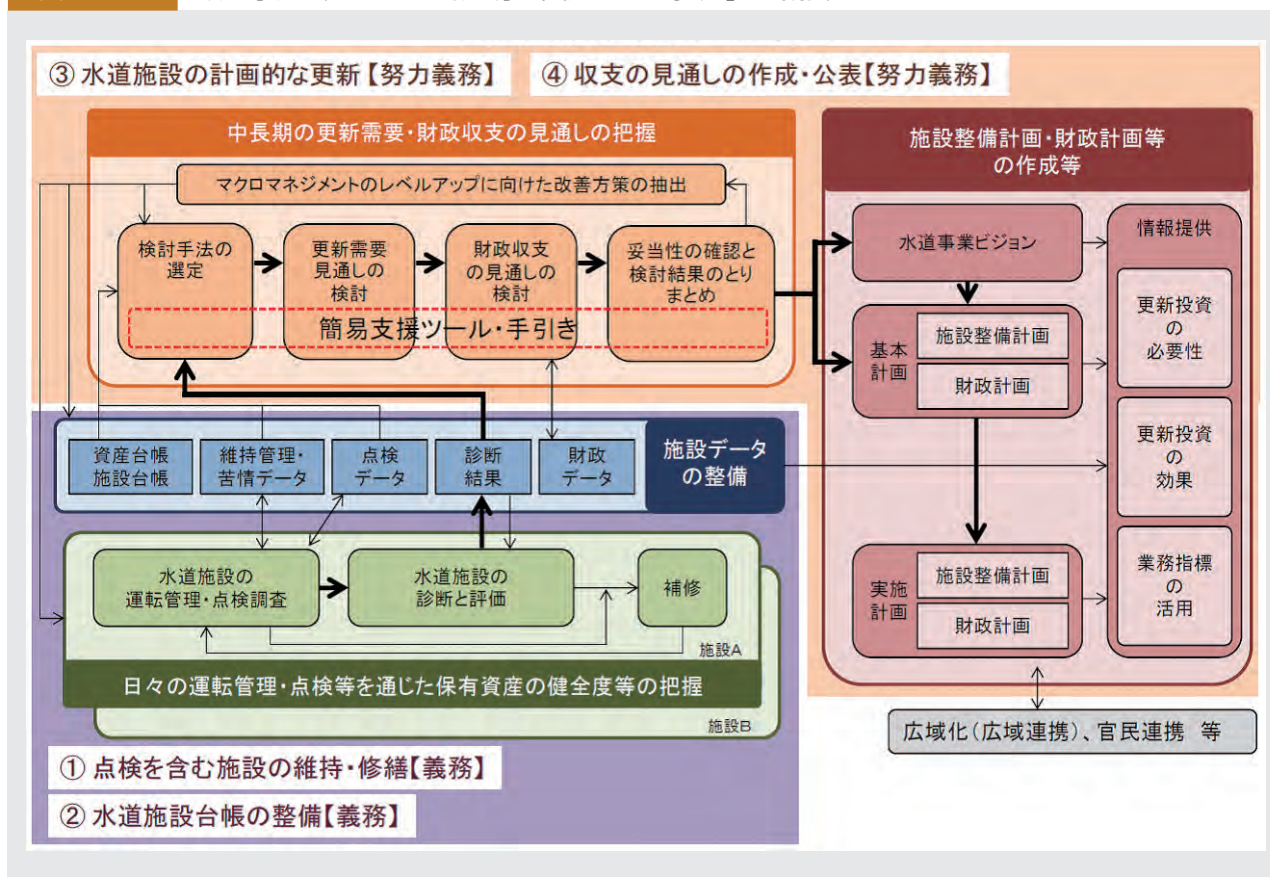 ③ 水道施設の計画的な更新【努力義務】
④ 収支の見通しの作成・公表【努力義務】
中長期の更新需要・財政収支の見通しの把握
マクロマネジメントのレベルアップに向けた改善方策の抽出
検討手法の
選定
更新需要
見通しの
検討
財政収支
の見通しの
検討
妥当性の確認と
検討結果のとり
まとめ
簡易支援ツール・手引き
施設整備計画・財政計画等
の作成等
水道事業ビジョン
基本
計画
施設整備計画
財政計画
実施
計画
施設整備計画
財政計画
情報提供
更新投資
の
必要性
更新投資
の
効果
業務指標
の
活用
資産台帳
施設台帳
維持管理・
苦情データ
点検
データ
診断
結果
財政
データ
施設データ
の整備
水道施設の
運転管理・点検調査
水道施設の
診断と評価
補修
施設A
日々の運転管理・点検等を通じた保有資産の健全度等の把握
施設B
① 点検を含む施設の維持・修繕【義務】
② 水道施設台帳の整備【義務】
広域化(広域連携)、官民連携 等